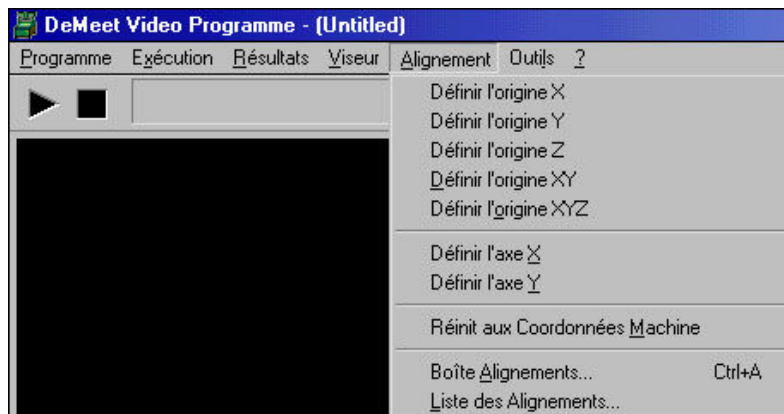 DeMeet Video Programme - (Untitled)
Programme Exécution Résultats Viseur Alignement Outils ?
Définir l'origine X
Définir l'origine Y
Définir l'origine Z
Définir l'origine XY
Définir l'origine XYZ
Définir l'axe X
Définir l'axe Y
Réinit aux Coordonnées Machine
Boîte Alignements... Ctrl+A
Liste des Alignements...